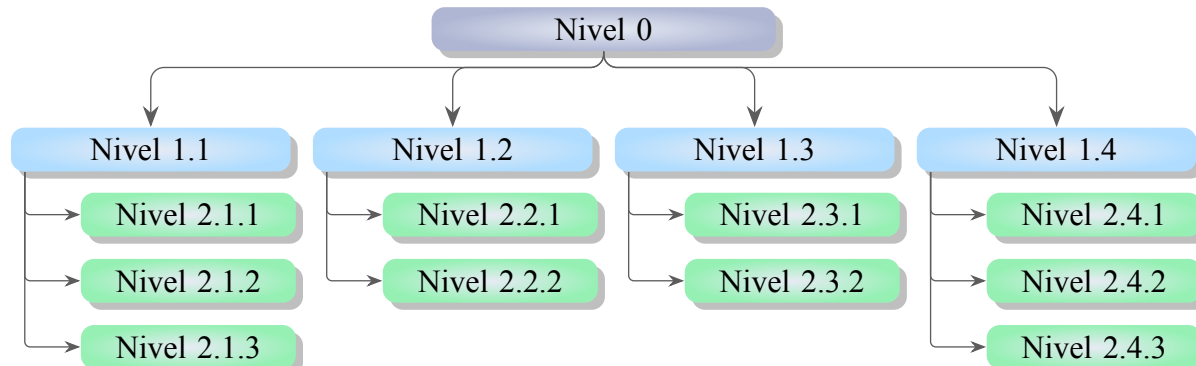 Nivel 0
Nivel 1.1
Nivel 1.2
Nivel 1.3
Nivel 1.4
Nivel 2.1.1
Nivel 2.2.1
Nivel 2.3.1
Nivel 2.4.1
Nivel 2.1.2
Nivel 2.2.2
Nivel 2.3.2
Nivel 2.4.2
Nivel 2.1.3
Nivel 2.4.3